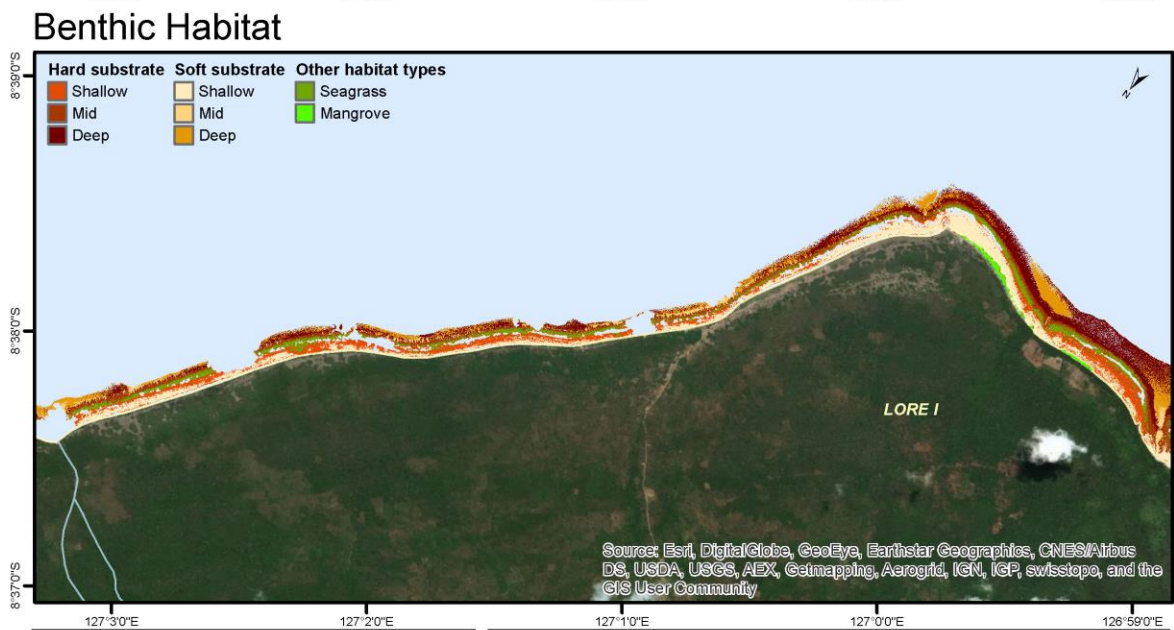 Benthic Habitat
Hard substrate Soft substrate Other habitat types
Shallow Shallow Seagrass
Mid Mid Mangrove
Deep Deep
N
8°39'0"S
8°38'0"S
8°37'0"S
LORE I
Source: Esri, DigitalGlobe, GeoEye, Earthstar Geographics, CNES/Airbus
DS, USDA, USGS, AEX, Getmapping, Aerogrid, IGN, IGP, swisstopo, and the
GIS User Community
127°3'0"E 127°2'0"E 127°1'0"E 127°0'0"E 126°59'0"E